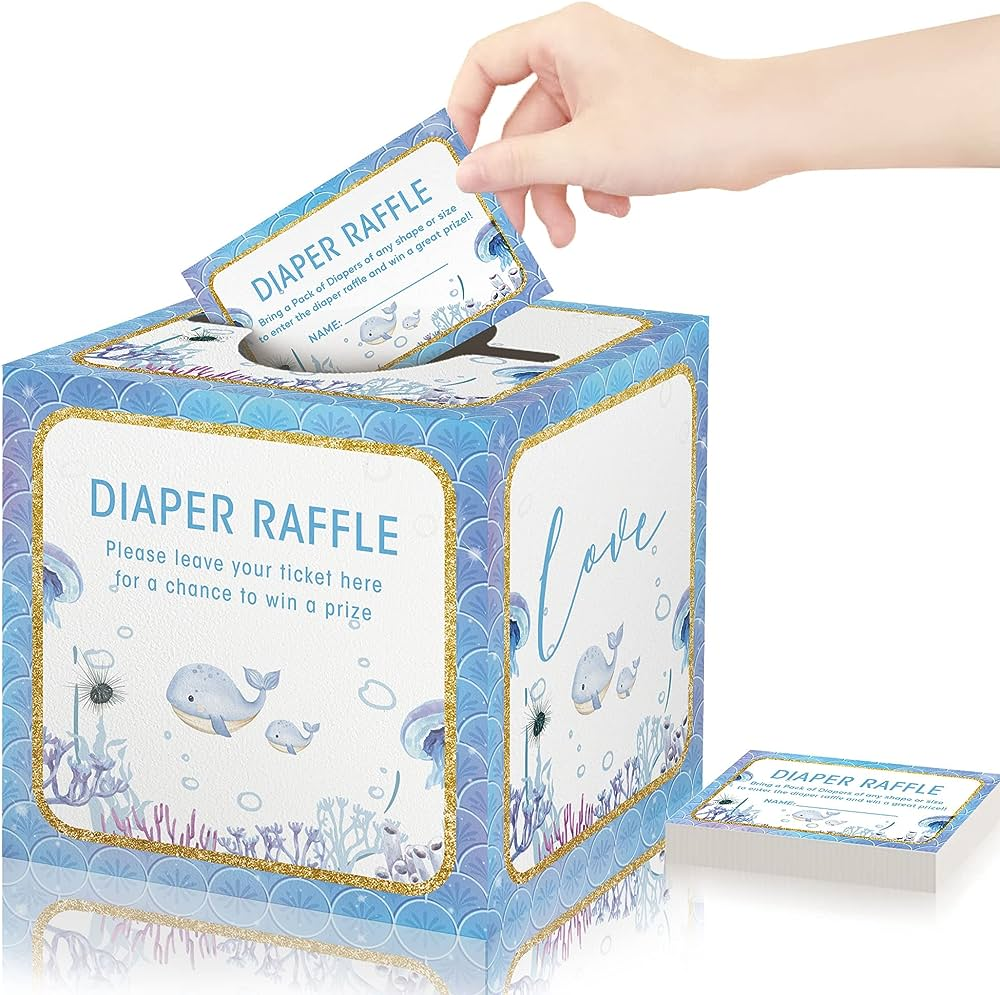 DIAPER RAFFLE
Bring a Pack of Diapers of any shape or size
to enter the diaper raffle and win a great prize!!
NAME:
DIAPER RAFFLE
Please leave your ticket here
for a chance to win a prize
love
DIAPER RAFFLE
Bring a Pack of Diapers of any shape or size
to enter the diaper raffle and win a great prize!!
NAME: